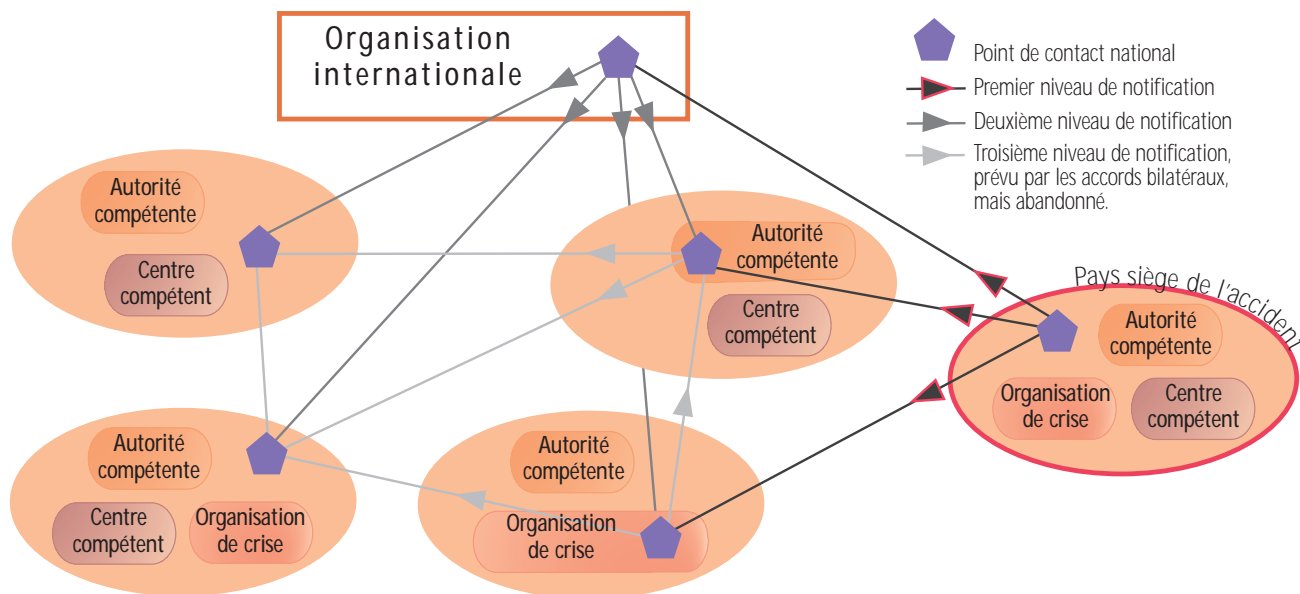 Organisation
internationale
Point de contact national
Premier niveau de notification
Deuxième niveau de notification
Troisième niveau de notification,
prévu par les accords bilatéraux,
mais abandonné.
Autorité
compétente
Centre
compétent
Autorité
compétente
Centre
compétent
Pays siège de l'accident
Autorité
compétente
Organisation
de crise
Centre
compétent
Autorité
compétente
Centre
compétent
Organisation
de crise
Autorité
compétente
Organisation
de crise